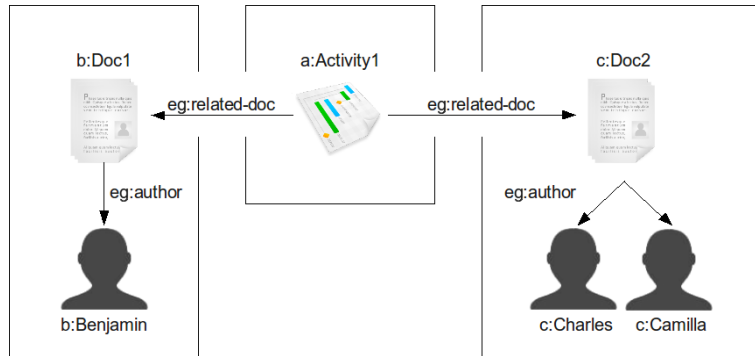 b:Doc1
a:Activity1
c:Doc2
eg:related-doc
eg:related-doc
eg:author
eg:author
b:Benjamin
c:Charles
c:Camilla